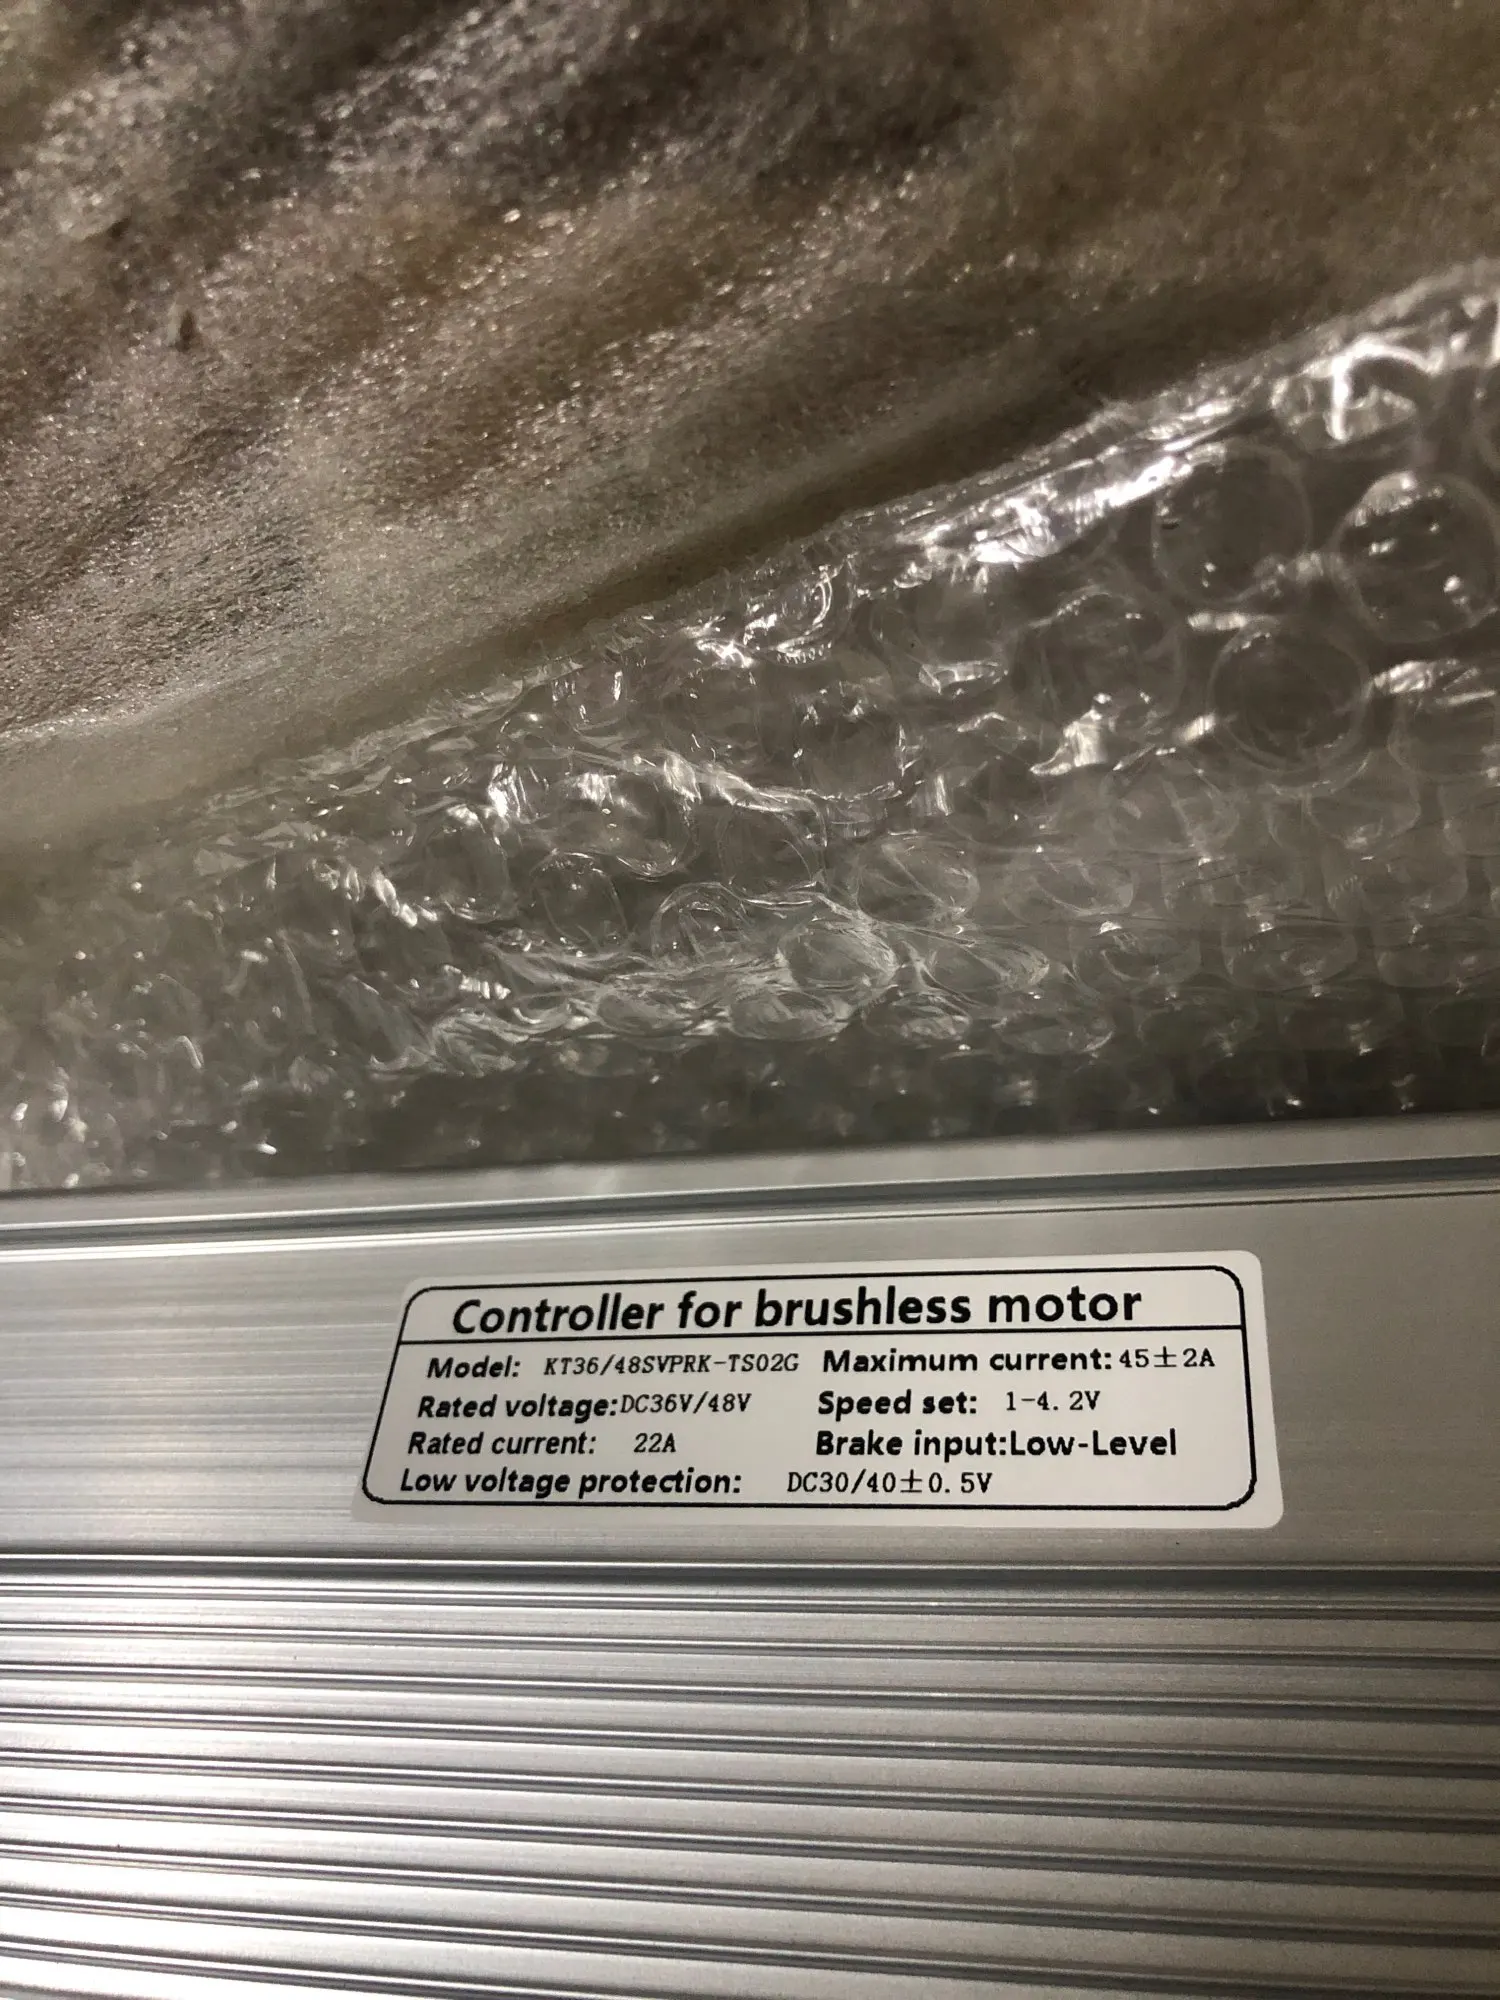 Controller for brushless motor
Model: KT36/48SVPRK-TS02G Maximum current: 45±2A
Rated voltage:DC36V/48V Speed set: 1-4.2V
Rated current: 22A Brake input:Low-Level
Low voltage protection: DC30/40±0.5V